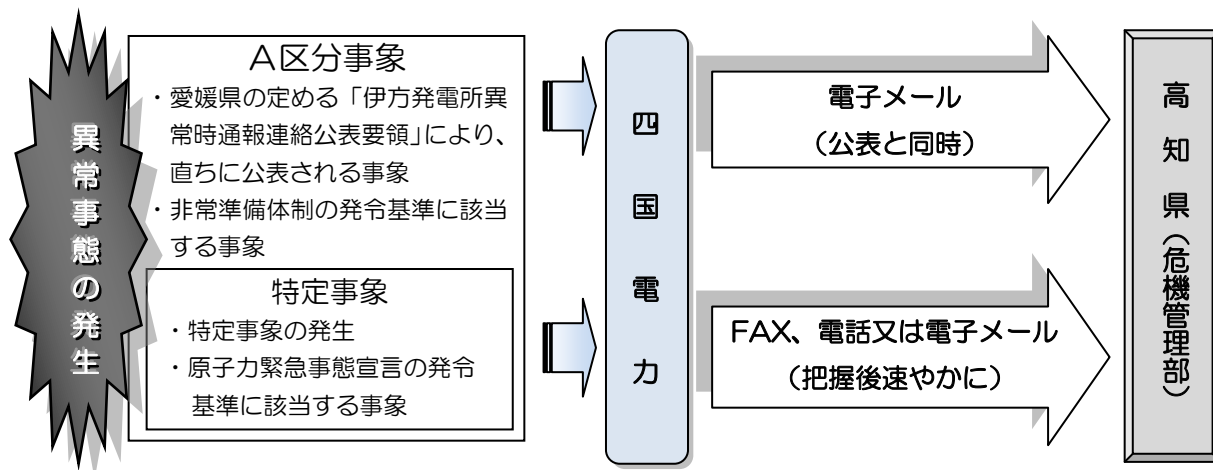 異常事態の発生
A区分事象
・愛媛県の定める「伊方発電所異
常時通報連絡公表要領」により、
直ちに公表される事象
・非常準備体制の発令基準に該当
する事象
特定事象
・特定事象の発生
・原子力緊急事態宣言の発令
基準に該当する事象
四国電力
電子メール
（公表と同時）
FAX、電話又は電子メール
（把握後速やかに）
高知県（危機管理部）